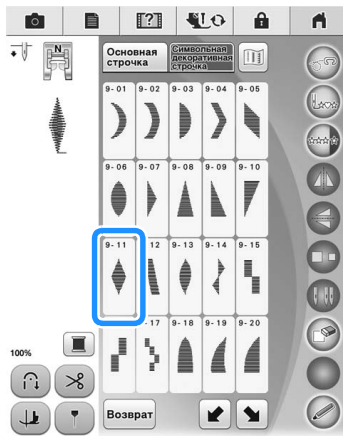 N
Основная строчка
Символьная декоративная строчка
9-01 9-02 9-03 9-04 9-05
9-06 9-07 9-08 9-09 9-10
9-11 12 9-13 9-14 9-15
-17 9-18 9-19 9-20
100%
Возврат